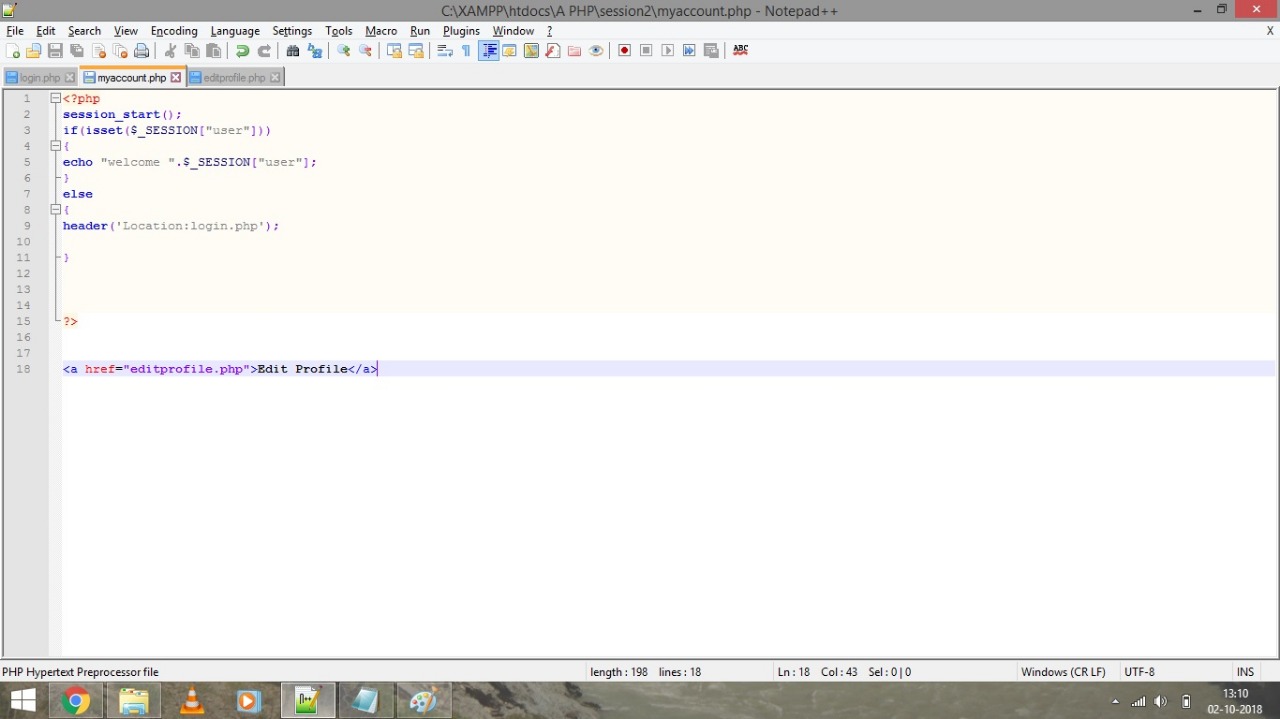 C:\XAMPP\htdocs\A PHP\session2\myaccount.php - Notepad++
File Edit Search View Encoding Language Settings Tools Macro Run Plugins Window ? X
login.php myaccount.php editprofile.php
1 <?php
2 session_start();
3 if(isset($_SESSION["user"]))
4 {
5 echo "welcome ".$_SESSION["user"];
6 }
7 else
8 {
9 header('Location:login.php');
10
11 }
12
13
14
15 ?>
16
17
18 <a href="editprofile.php">Edit Profile</a>
PHP Hypertext Preprocessor file length : 198 lines : 18 Ln : 18 Col : 43 Sel : 0 | 0 Windows (CR LF) UTF-8 INS
13:10
02-10-2018